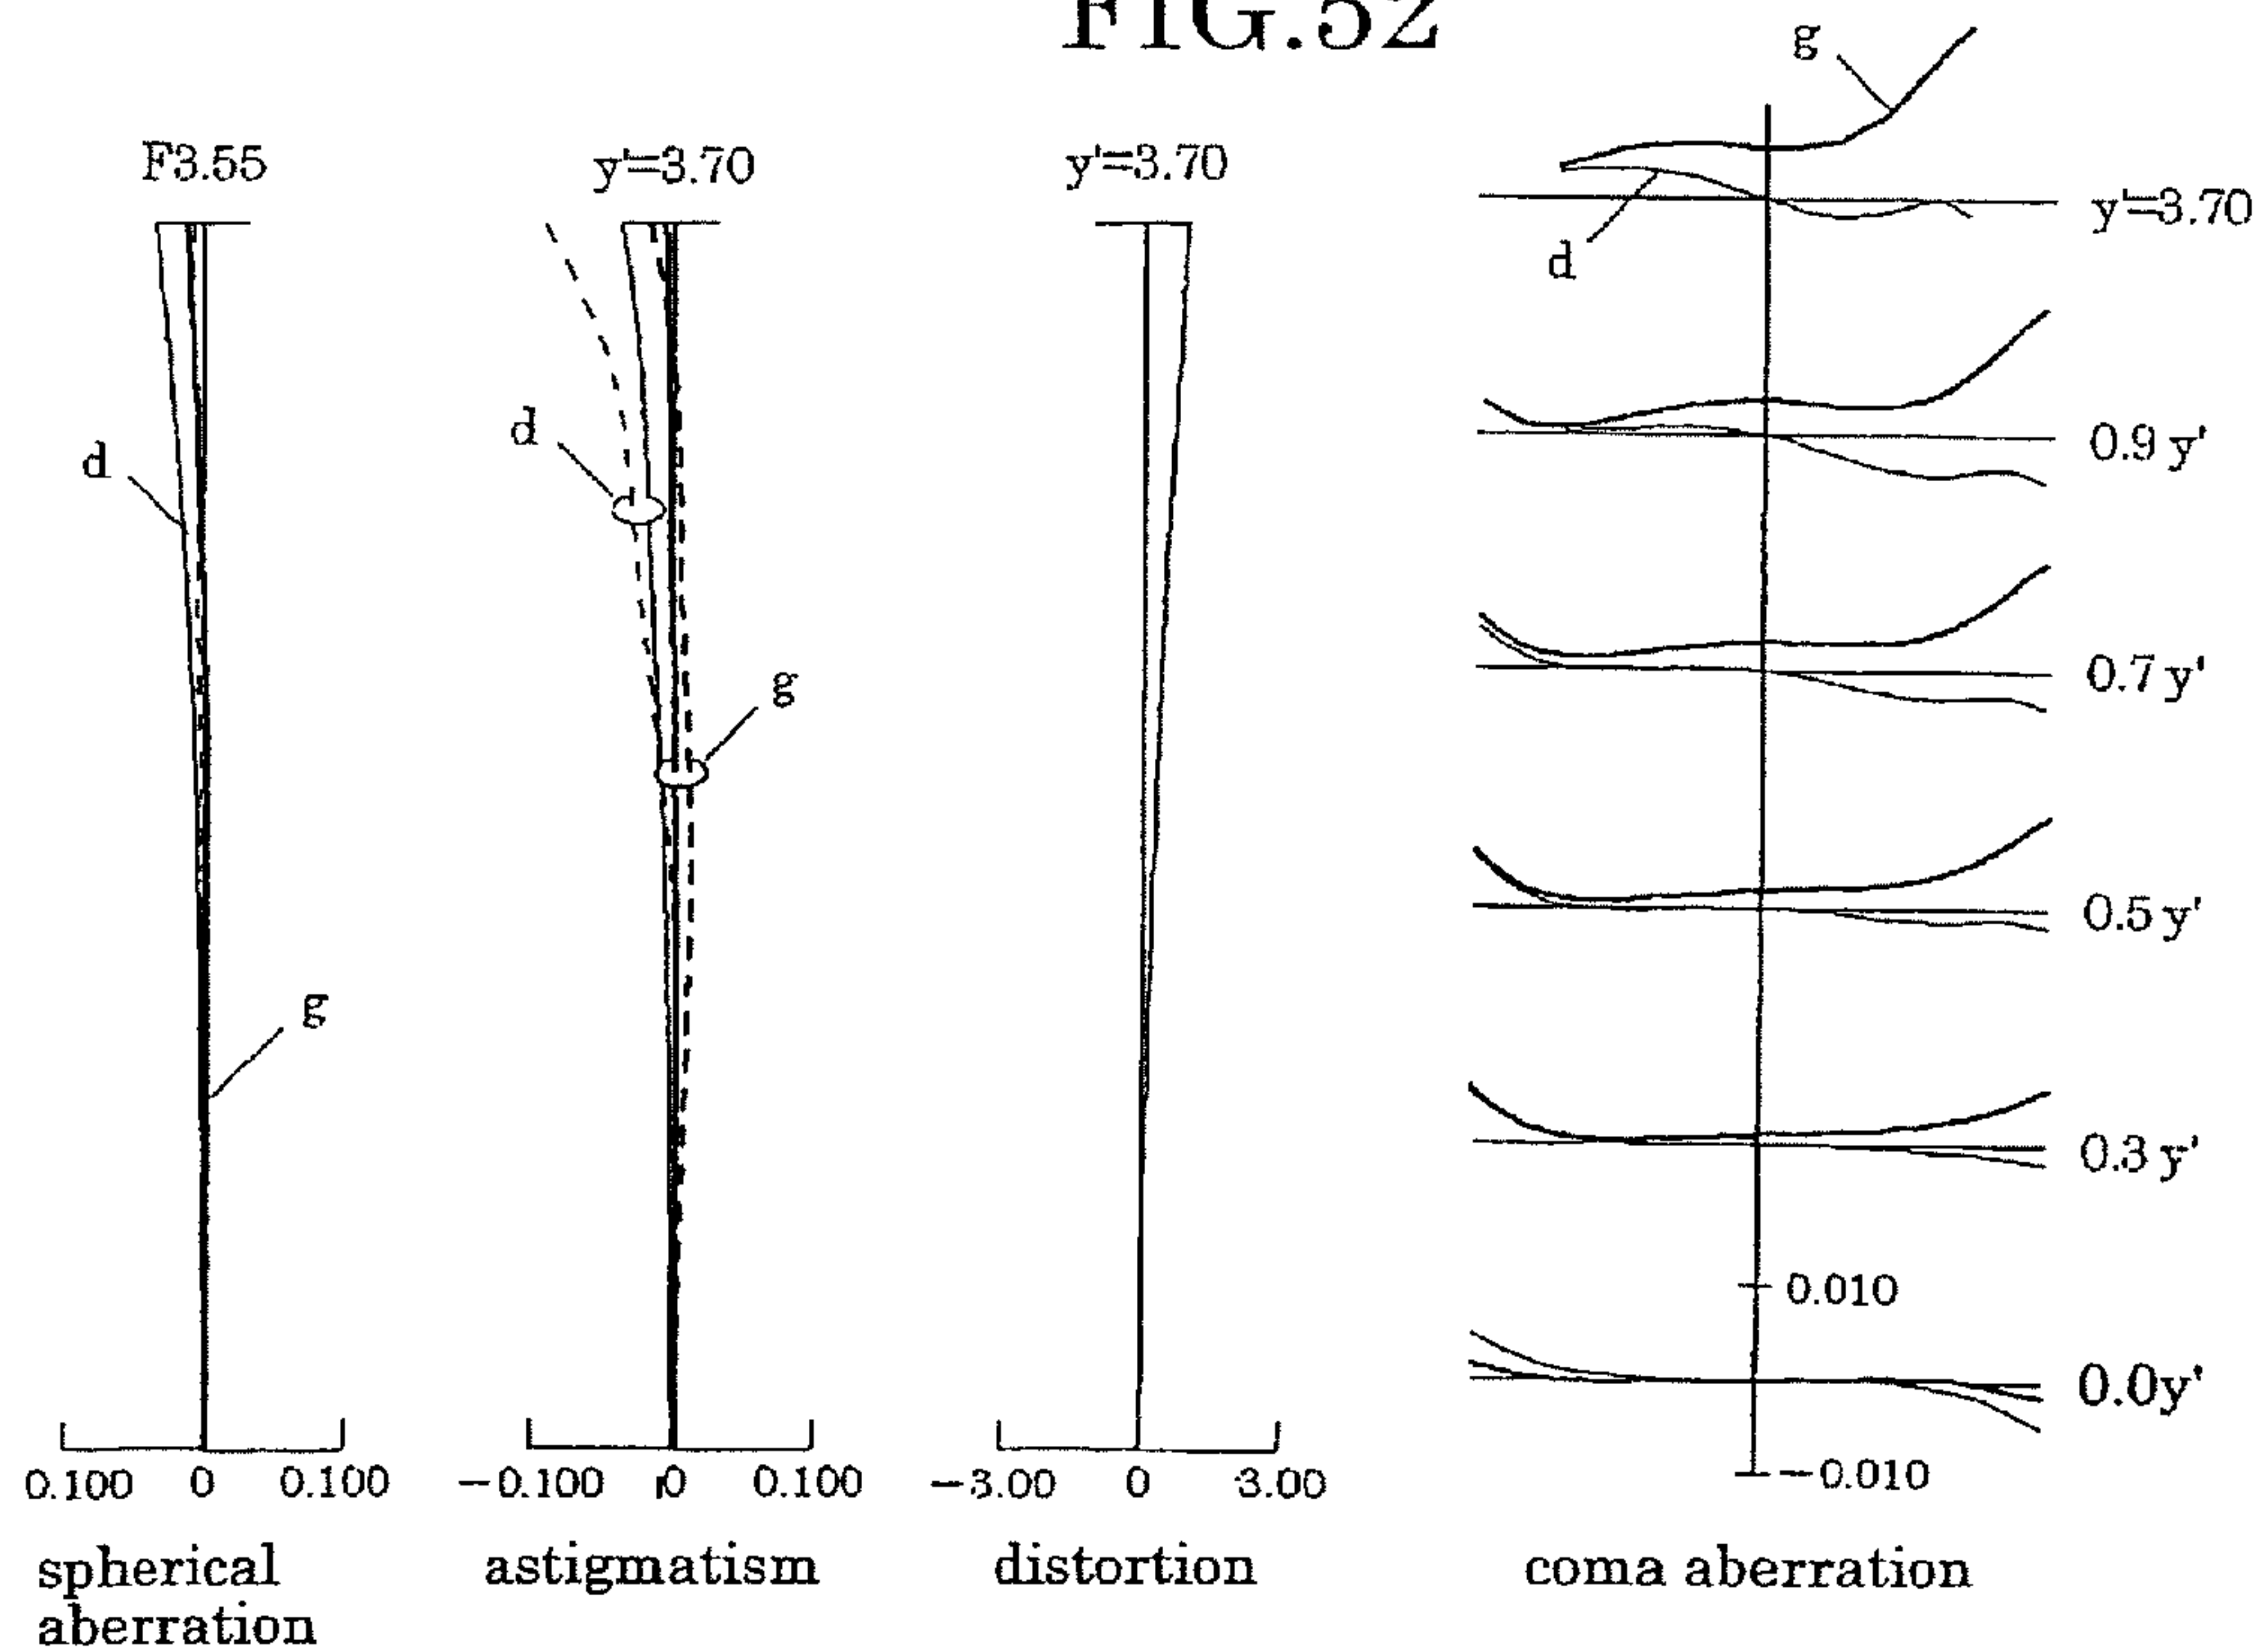 FIG.52
F3.55
d
g
0.100 0 0.100
spherical
aberration
y'=3.70
d
g
−0.100 0 0.100
astigmatism
y'=3.70
−3.00 0 3.00
distortion
g
d
y'=3.70
0.9 y'
0.7 y'
0.5 y'
0.3 y'
0.010
0.0y'
−0.010
coma aberration